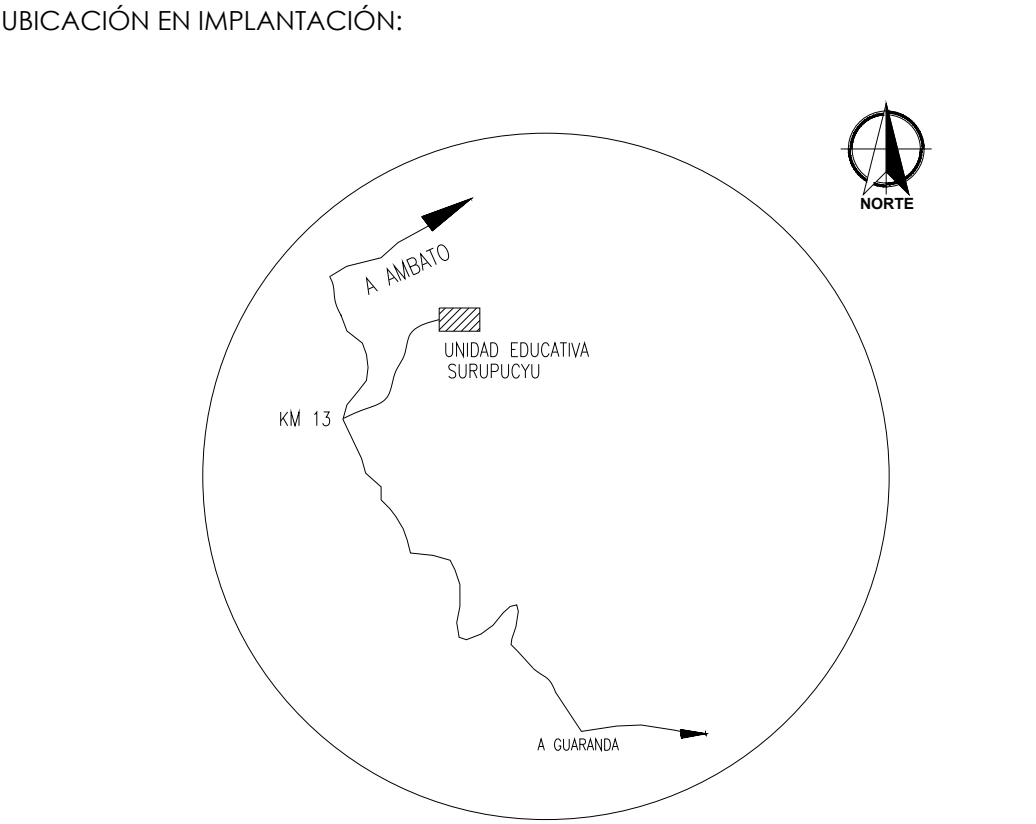 UBICACIÓN EN IMPLANTACIÓN:
NORTE
A AMBATO
UNIDAD EDUCATIVA
SURUPUCYU
KM 13
A GUARANDA